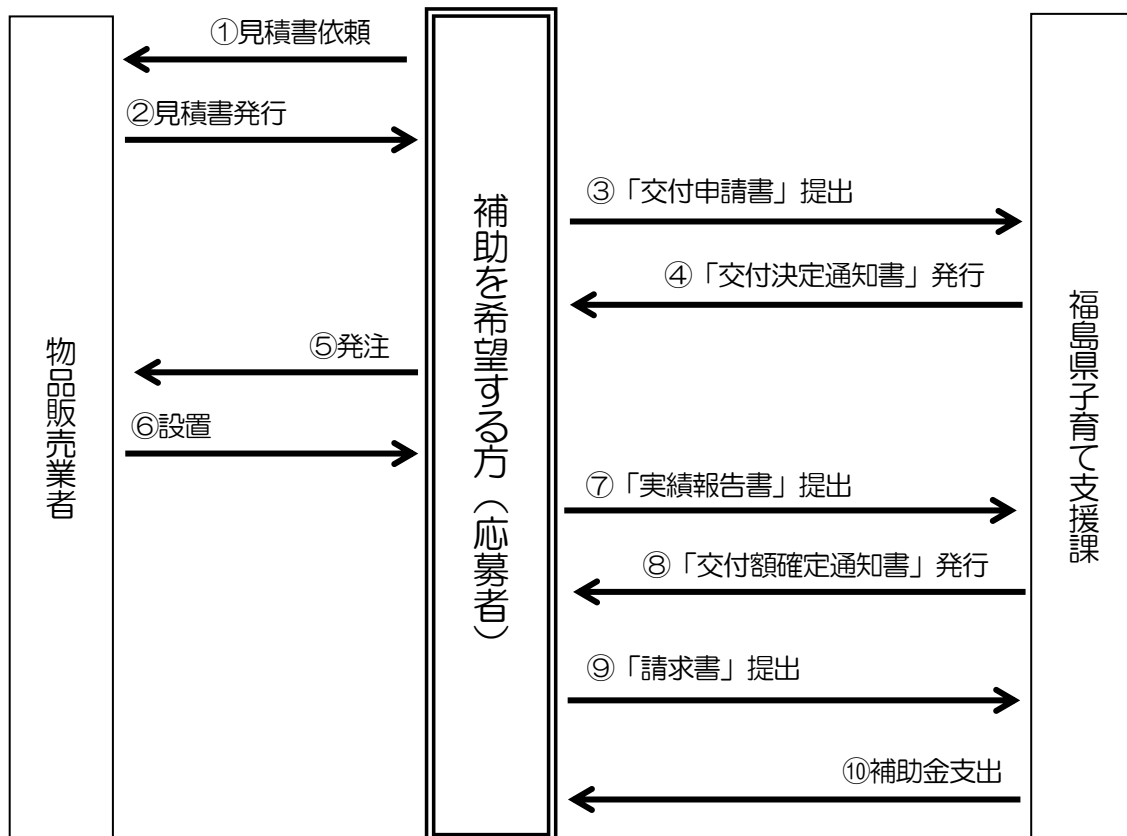 ①見積書依頼
②見積書発行
③「交付申請書」提出
④「交付決定通知書」発行
⑤発注
⑥設置
⑦「実績報告書」提出
⑧「交付額確定通知書」発行
⑨「請求書」提出
⑩補助金支出
物品販売業者
補助を希望する方（応募者）
福島県子育て支援課